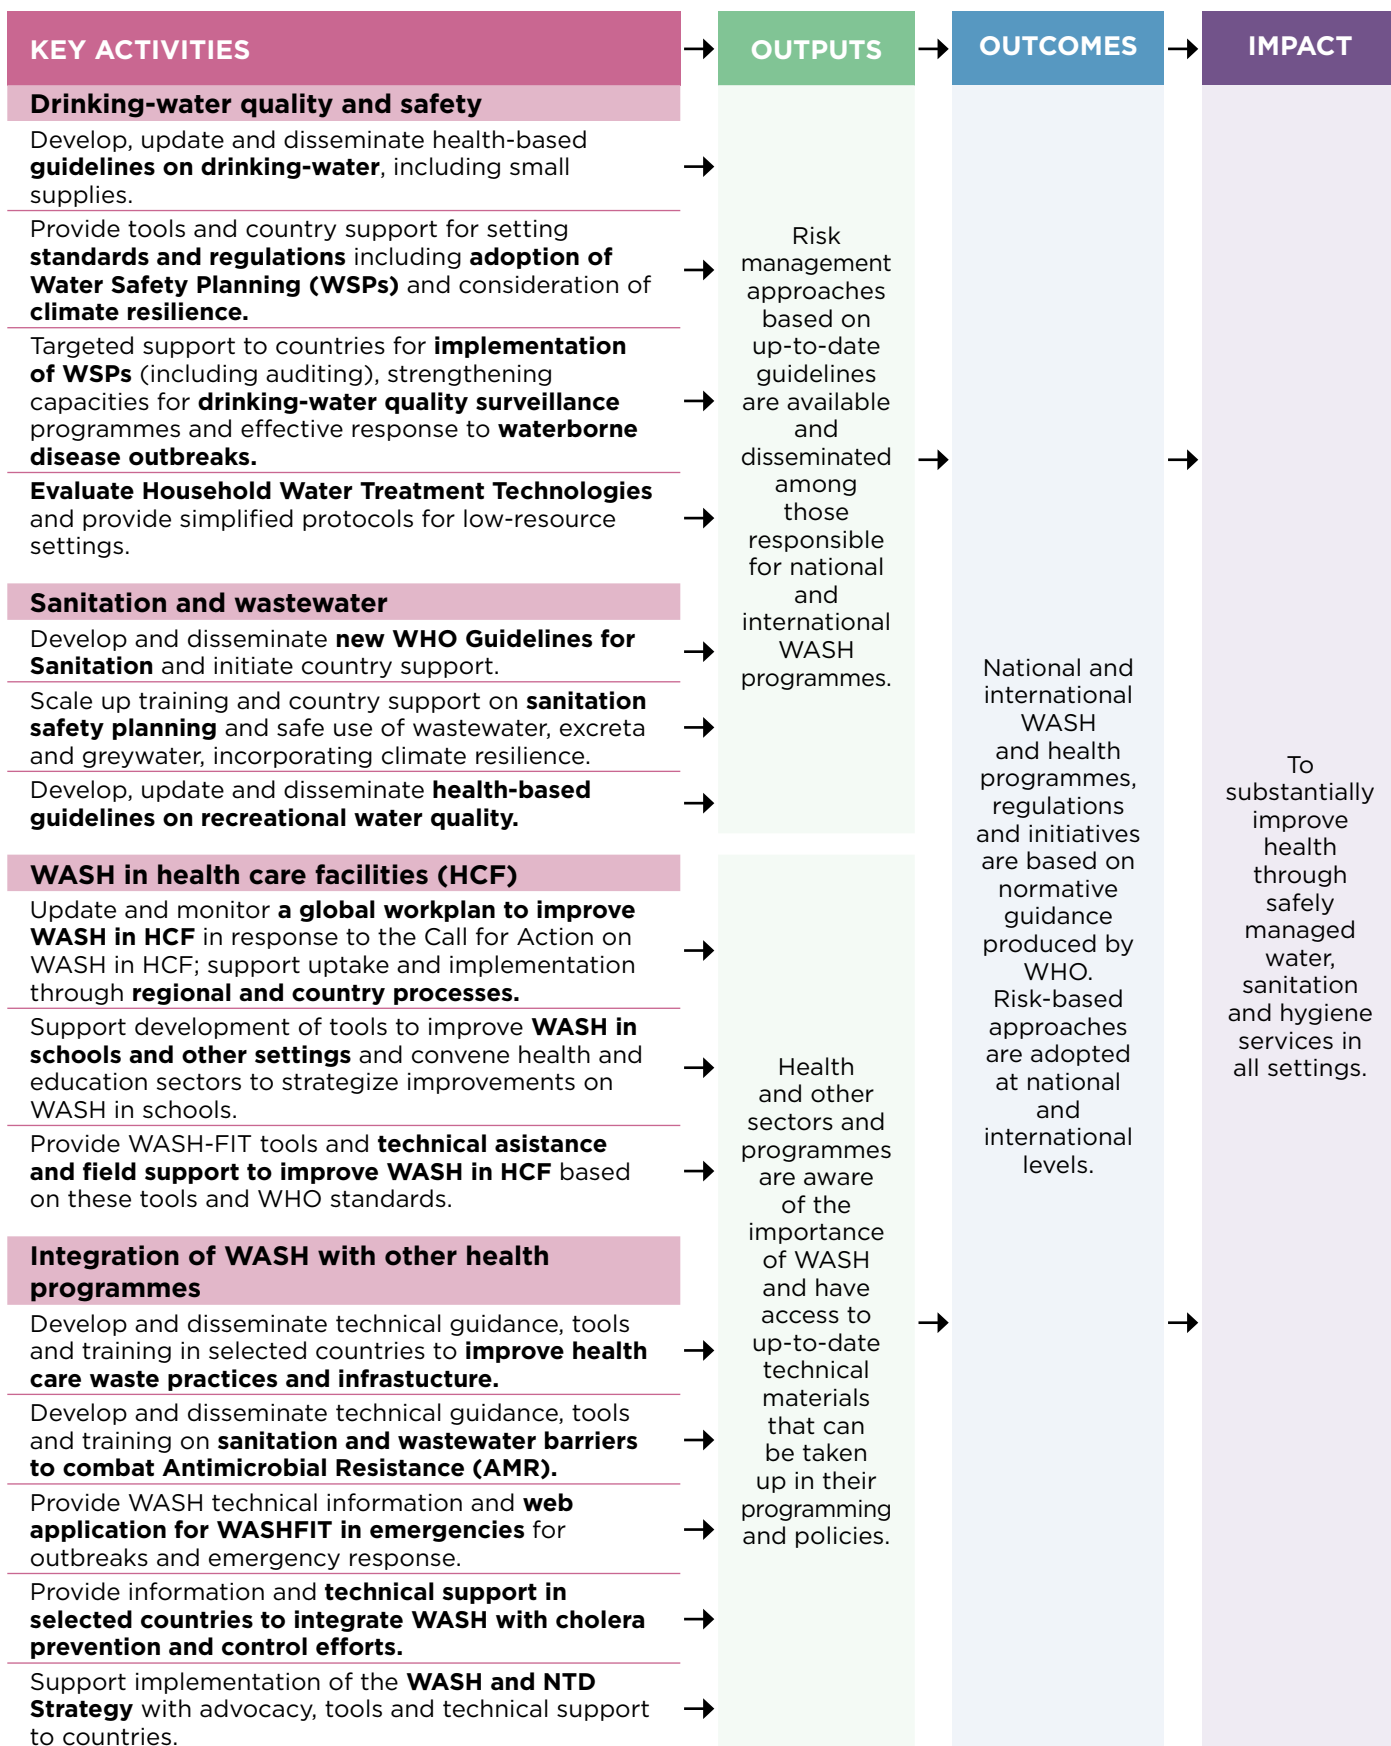 KEY ACTIVITIES
OUTPUTS
OUTCOMES
IMPACT
Drinking-water quality and safety
Develop, update and disseminate health-based
guidelines on drinking-water, including small
supplies.
Provide tools and country support for setting
standards and regulations including adoption of
Water Safety Planning (WSPs) and consideration of
climate resilience.
Targeted support to countries for implementation
of WSPs (including auditing), strengthening
capacities for drinking-water quality surveillance
programmes and effective response to waterborne
disease outbreaks.
Evaluate Household Water Treatment Technologies
and provide simplified protocols for low-resource
settings.
Sanitation and wastewater
Develop and disseminate new WHO Guidelines for
Sanitation and initiate country support.
Scale up training and country support on sanitation
safety planning and safe use of wastewater, excreta
and greywater, incorporating climate resilience.
Develop, update and disseminate health-based
guidelines on recreational water quality.
WASH in health care facilities (HCF)
Update and monitor a global workplan to improve
WASH in HCF in response to the Call for Action on
WASH in HCF; support uptake and implementation
through regional and country processes.
Support development of tools to improve WASH in
schools and other settings and convene health and
education sectors to strategize improvements on
WASH in schools.
Provide WASH-FIT tools and technical asistance
and field support to improve WASH in HCF based
on these tools and WHO standards.
Integration of WASH with other health
programmes
Develop and disseminate technical guidance, tools
and training in selected countries to improve health
care waste practices and infrastucture.
Develop and disseminate technical guidance, tools
and training on sanitation and wastewater barriers
to combat Antimicrobial Resistance (AMR).
Provide WASH technical information and web
application for WASHFIT in emergencies for
outbreaks and emergency response.
Provide information and technical support in
selected countries to integrate WASH with cholera
prevention and control efforts.
Support implementation of the WASH and NTD
Strategy with advocacy, tools and technical support
to countries.
Risk
management
approaches
based on
up-to-date
guidelines
are available
and
disseminated
among
those
responsible
for national
and
international
WASH
programmes.
Health
and other
sectors and
programmes
are aware
of the
importance
of WASH
and have
access to
up-to-date
technical
materials
that can
be taken
up in their
programming
and policies.
National and
international
WASH
and health
programmes,
regulations
and initiatives
are based on
normative
guidance
produced by
WHO.
Risk-based
approaches
are adopted
at national
and
international
levels.
To
substantially
improve
health
through
safely
managed
water,
sanitation
and hygiene
services in
all settings.